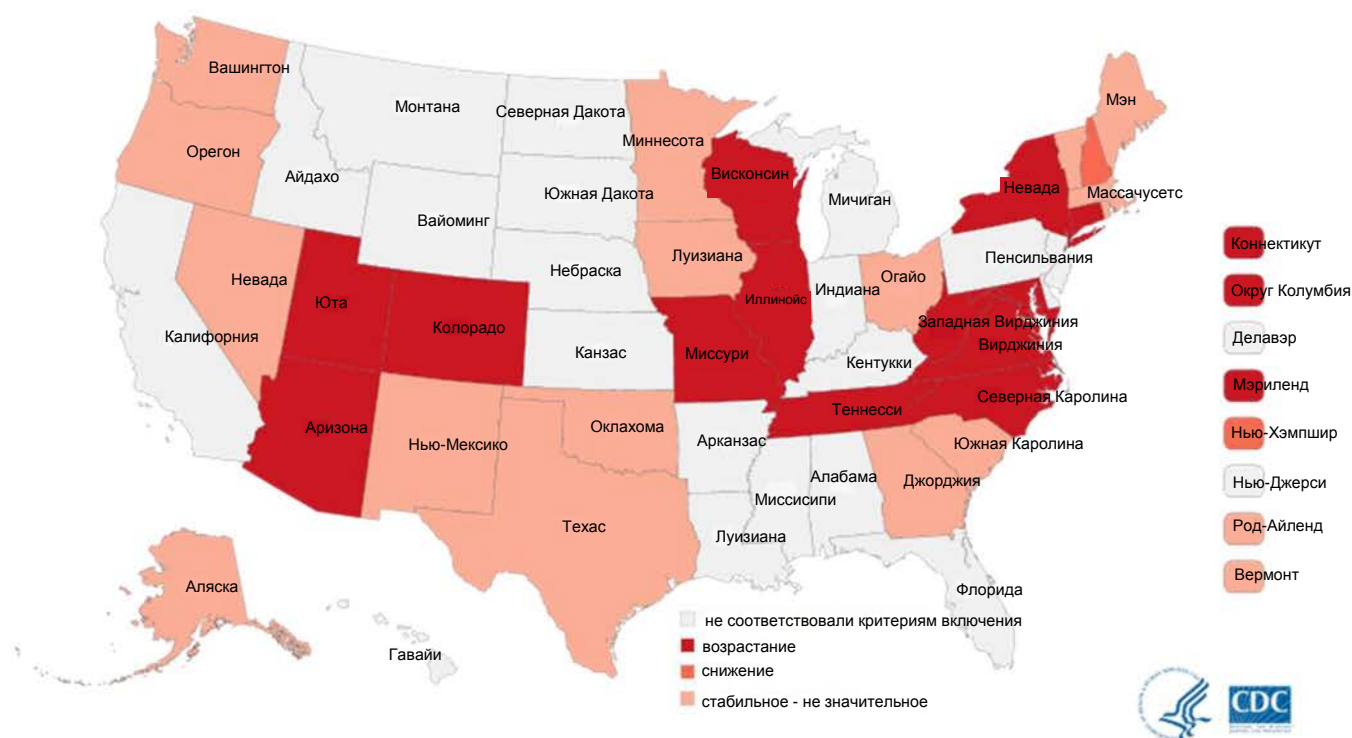 Вашингтон
Монтана
Северная Дакота
Миннесота
Мэн
Орегон
Айдахо
Южная Дакота
Висконсин
Мичиган
Невада
Массачусетс
Вайоминг
Небраска
Луизиана
Пенсильвания
Невада
Юта
Колорадо
Иллинойс
Индиана
Огайо
Калифорния
Канзас
Миссури
Кентукки
Западная Вирджиния
Вирджиния
Аризона
Нью-Мексико
Оклахома
Теннесси
Северная Каролина
Арканзас
Южная Каролина
Алабама
Джорджия
Миссисипи
Техас
Луизиана
Флорида
Аляска
Гавайи
Коннектикут
Округ Колумбия
Делавэр
Мэриленд
Нью-Хэмпшир
Нью-Джерси
Род-Айленд
Вермонт
не соответствовали критериям включения
возрастание
снижение
стабильное - не значительное
CDC